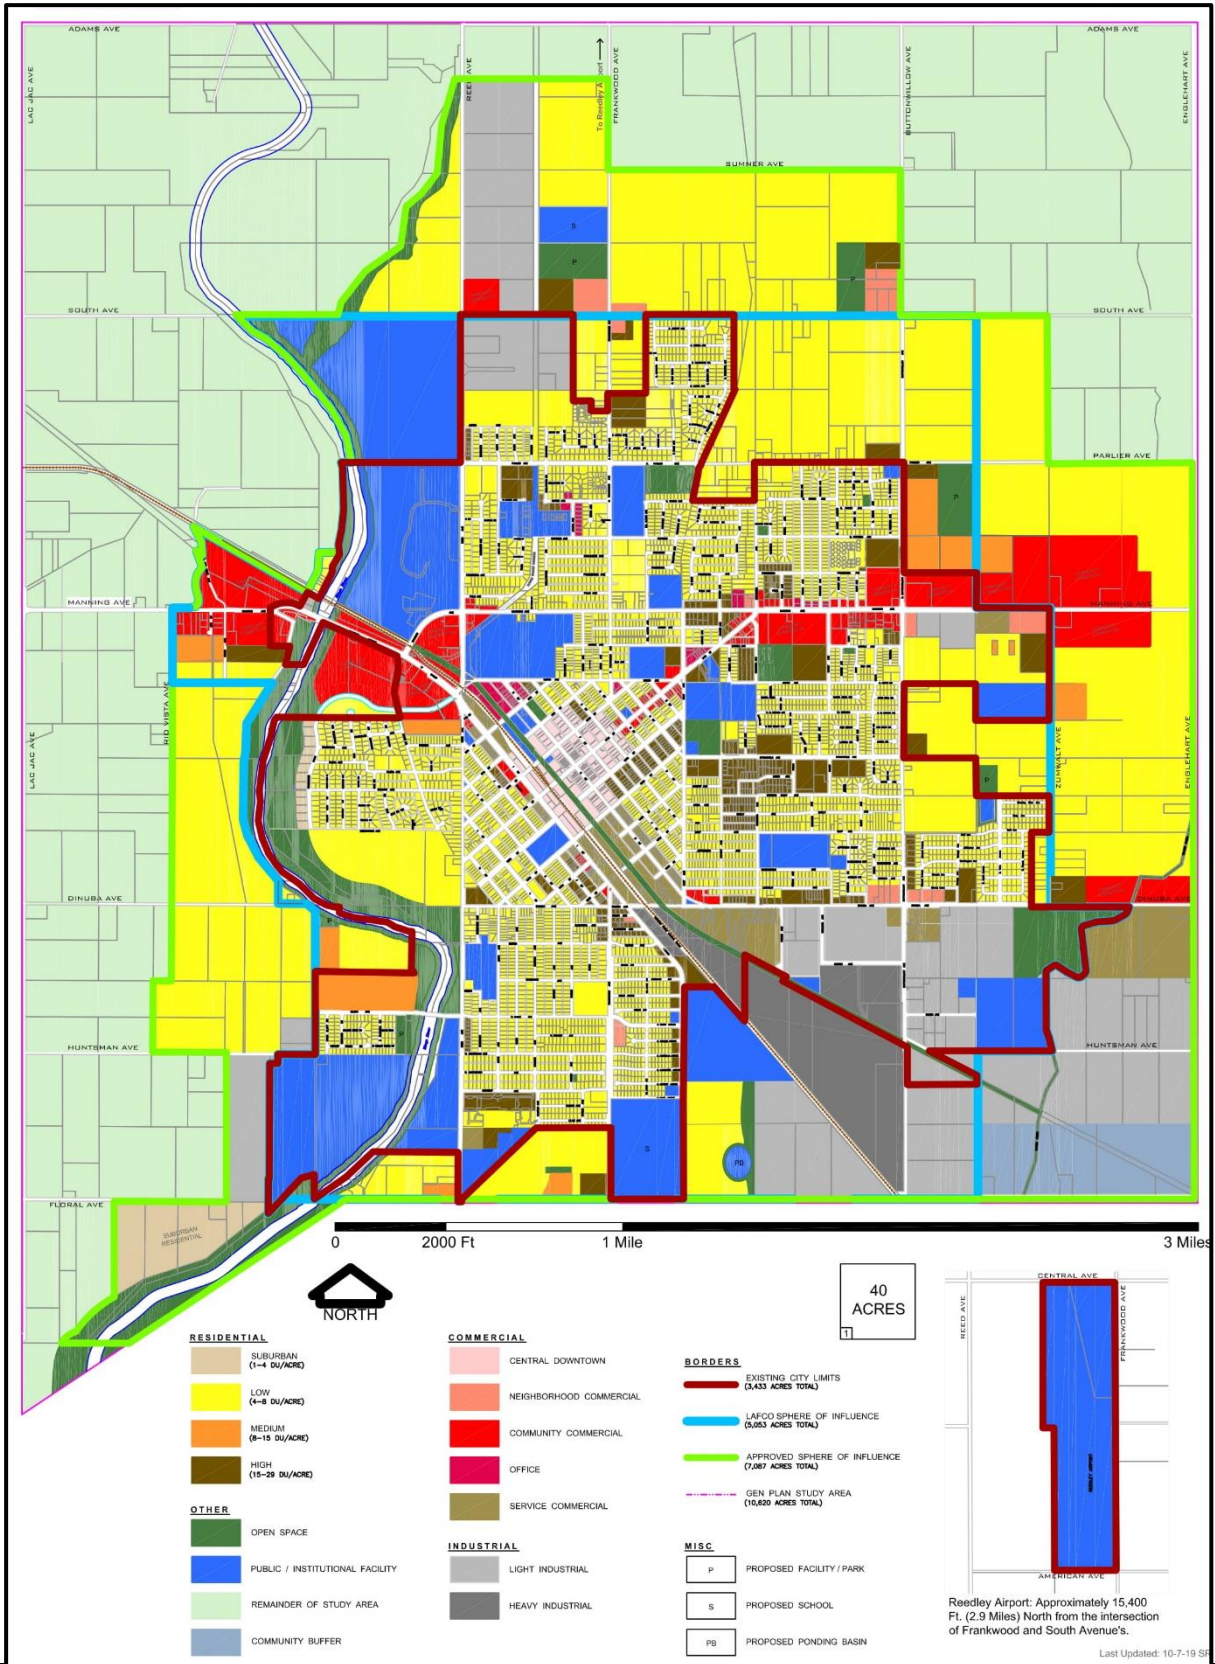 ADAMS AVE
ADAMS AVE
LAC JAC AVE
REED AVE
To Reedley Airport
FRANKWOOD AVE
BUTTONWILLOW AVE
ENGLEHART AVE
SUMNER AVE
S
P
P
SOUTH AVE
SOUTH AVE
PARLIER AVE
P
MANNING AVE
MANNING AVE
RIO VISTA AVE
LAC JAC AVE
ZUMWALT AVE
ENGLEHART AVE
P
DINUBA AVE
DINUBA AVE
P
P
HUNTSMAN AVE
HUNTSMAN AVE
S
PB
FLORAL AVE
SUBURBAN
RESIDENTIAL
0 2000 Ft 1 Mile 3 Miles
NORTH
40
ACRES
1
RESIDENTIAL
SUBURBAN
(1-4 DU/ACRE)
LOW
(4-8 DU/ACRE)
MEDIUM
(8-15 DU/ACRE)
HIGH
(15-29 DU/ACRE)
OTHER
OPEN SPACE
PUBLIC / INSTITUTIONAL FACILITY
REMAINDER OF STUDY AREA
COMMUNITY BUFFER
COMMERCIAL
CENTRAL DOWNTOWN
NEIGHBORHOOD COMMERCIAL
COMMUNITY COMMERCIAL
OFFICE
SERVICE COMMERCIAL
INDUSTRIAL
LIGHT INDUSTRIAL
HEAVY INDUSTRIAL
BORDERS
EXISTING CITY LIMITS
(3,433 ACRES TOTAL)
LAFCO SPHERE OF INFLUENCE
(5,053 ACRES TOTAL)
APPROVED SPHERE OF INFLUENCE
(7,087 ACRES TOTAL)
GEN PLAN STUDY AREA
(10,620 ACRES TOTAL)
MISC
P PROPOSED FACILITY / PARK
S PROPOSED SCHOOL
PB PROPOSED PONDING BASIN
CENTRAL AVE
REED AVE
FRANKWOOD AVE
REEDLEY AIRPORT
AMERICAN AVE
Reedley Airport: Approximately 15,400
Ft. (2.9 Miles) North from the intersection
of Frankwood and South Avenue's.
Last Updated: 10-7-19 SR